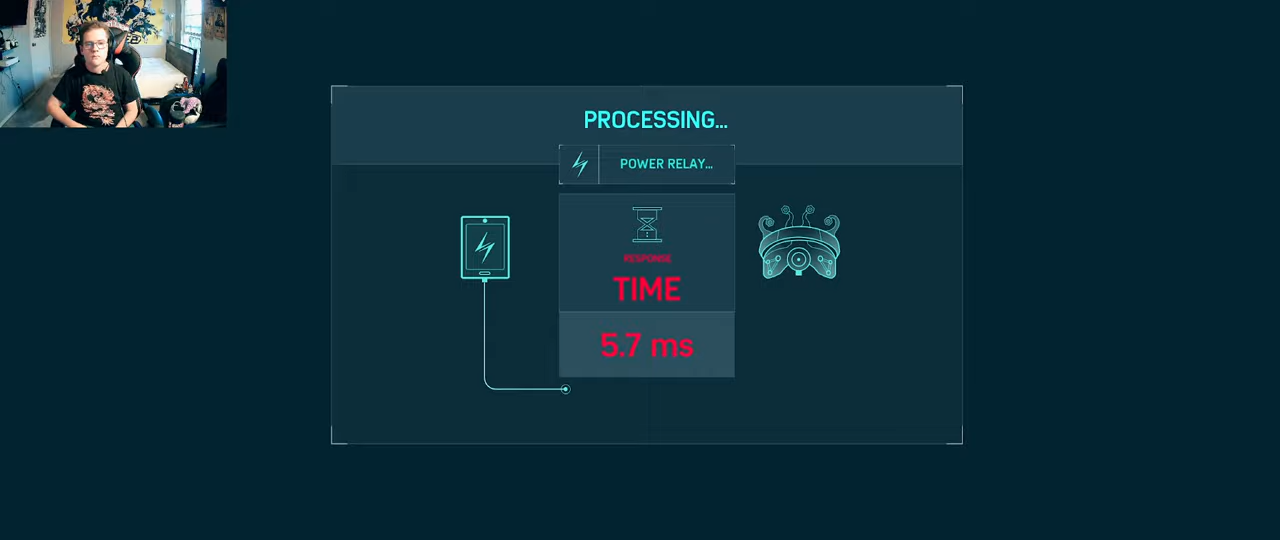 PROCESSING...
POWER RELAY...
RESPONSE
TIME
5.7 ms